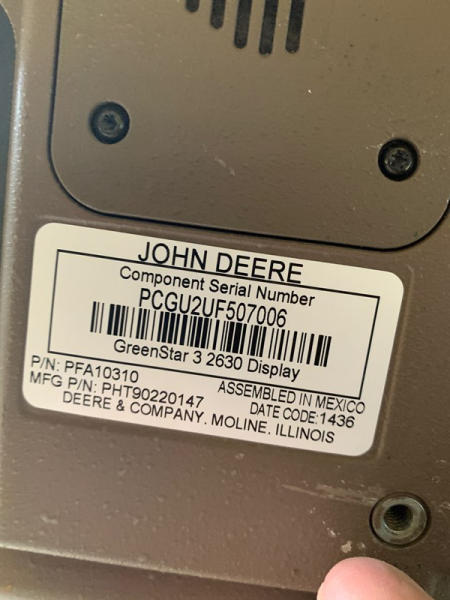 JOHN DEERE
Component Serial Number
PCGU2UF507006
GreenStar 3 2630 Display
P/N: PFA10310
ASSEMBLED IN MEXICO
MFG P/N: PHT90220147
DATE CODE:1436
DEERE & COMPANY. MOLINE. ILLINOIS